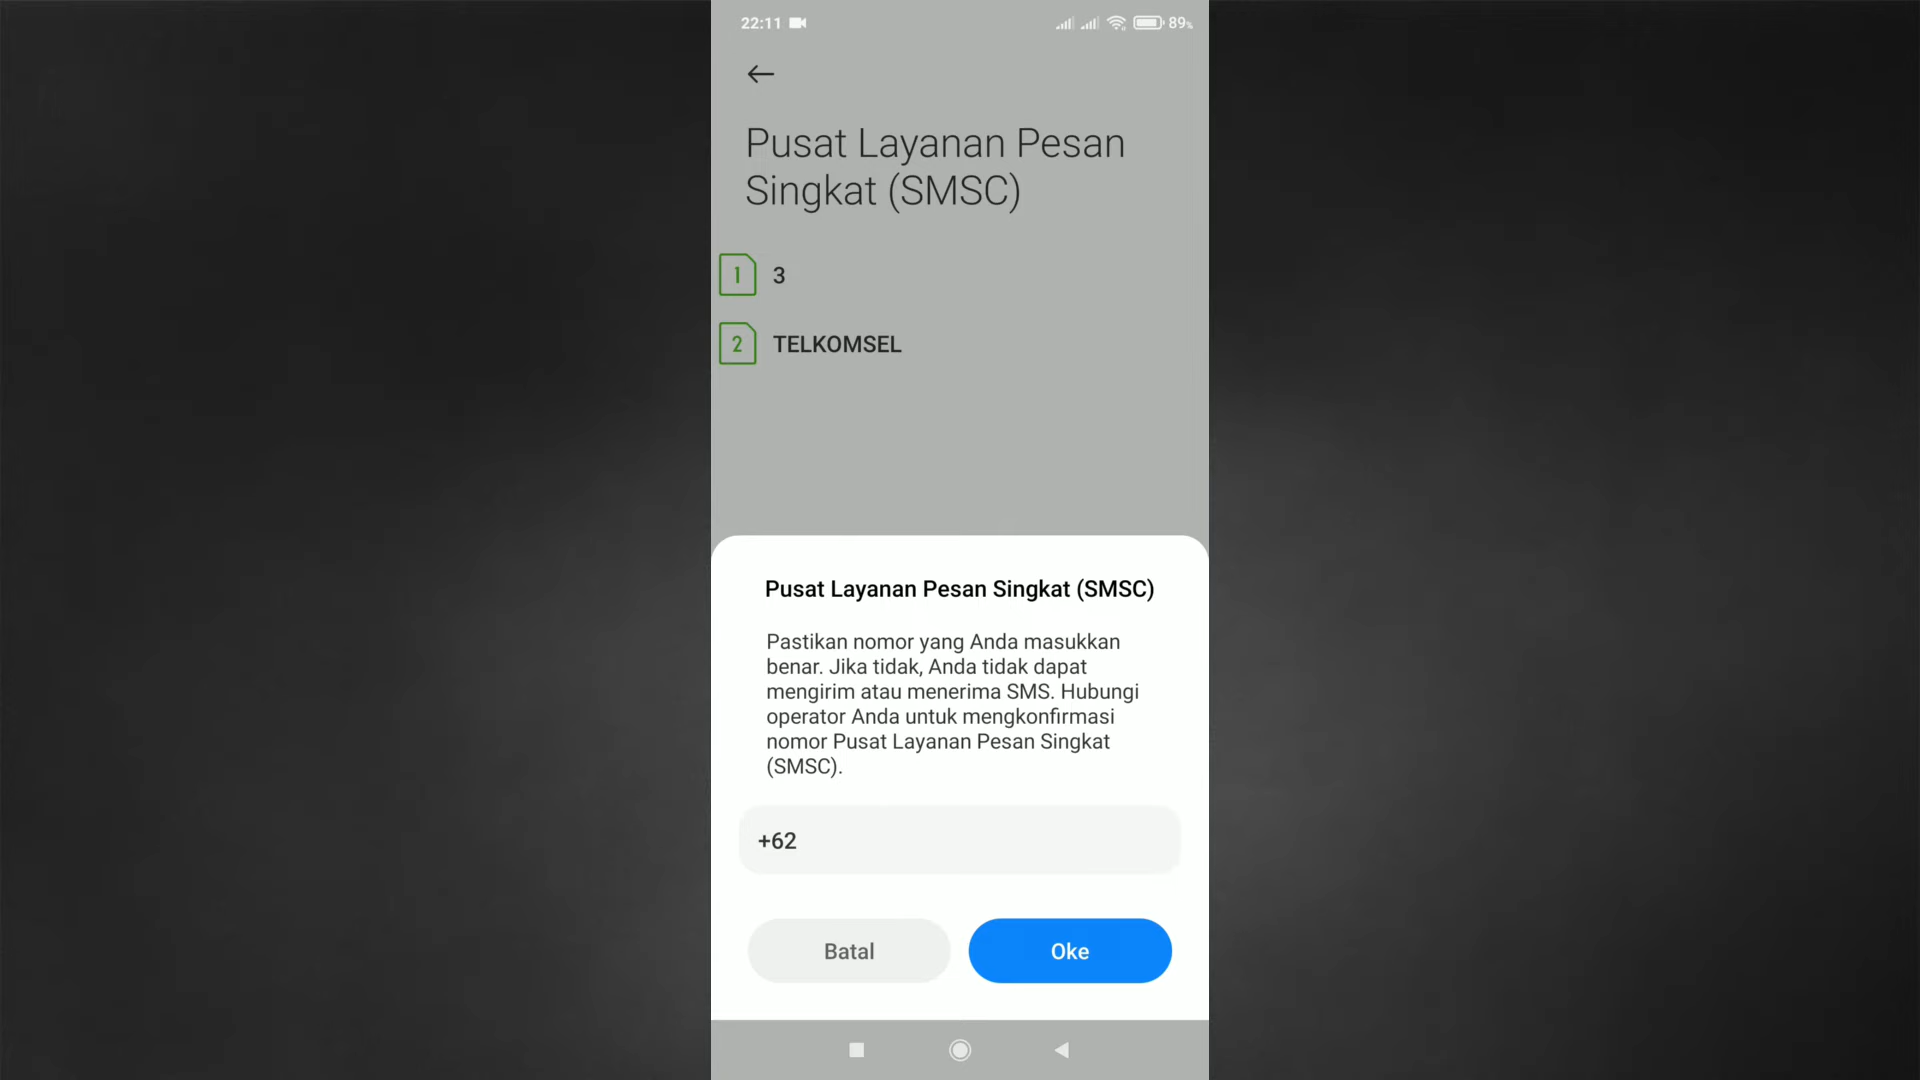 22:11 89%
Pusat Layanan Pesan
Singkat (SMSC)
1 3
2 TELKOMSEL
Pusat Layanan Pesan Singkat (SMSC)
Pastikan nomor yang Anda masukkan
benar. Jika tidak, Anda tidak dapat
mengirim atau menerima SMS. Hubungi
operator Anda untuk mengkonfirmasi
nomor Pusat Layanan Pesan Singkat
(SMSC).
+62
Batal Oke